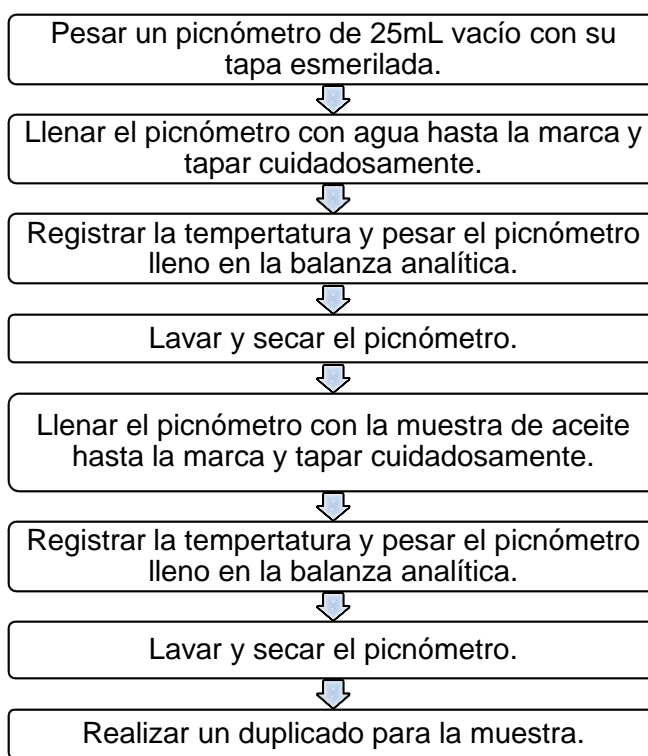 Pesar un picnómetro de 25mL vacío con su
tapa esmerilada.
Llenar el picnómetro con agua hasta la marca y
tapar cuidadosamente.
Registrar la tempertatura y pesar el picnómetro
lleno en la balanza analítica.
Lavar y secar el picnómetro.
Llenar el picnómetro con la muestra de aceite
hasta la marca y tapar cuidadosamente.
Registrar la tempertatura y pesar el picnómetro
lleno en la balanza analítica.
Lavar y secar el picnómetro.
Realizar un duplicado para la muestra.